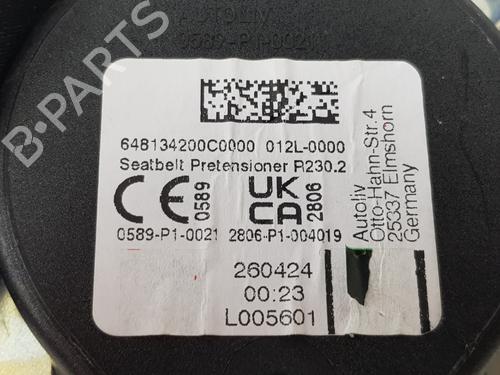 AUTOLIV
0589-P1-0021
648134200C0000 012L-0000
Seatbelt Pretensioner R230.2
CE 0589
UK CA 2806
0589-P1-0021 2806-P1-004019
260424
00:23
L005601
Autoliv
Otto-Hahn-Str.4
25337 Elmshorn
Germany